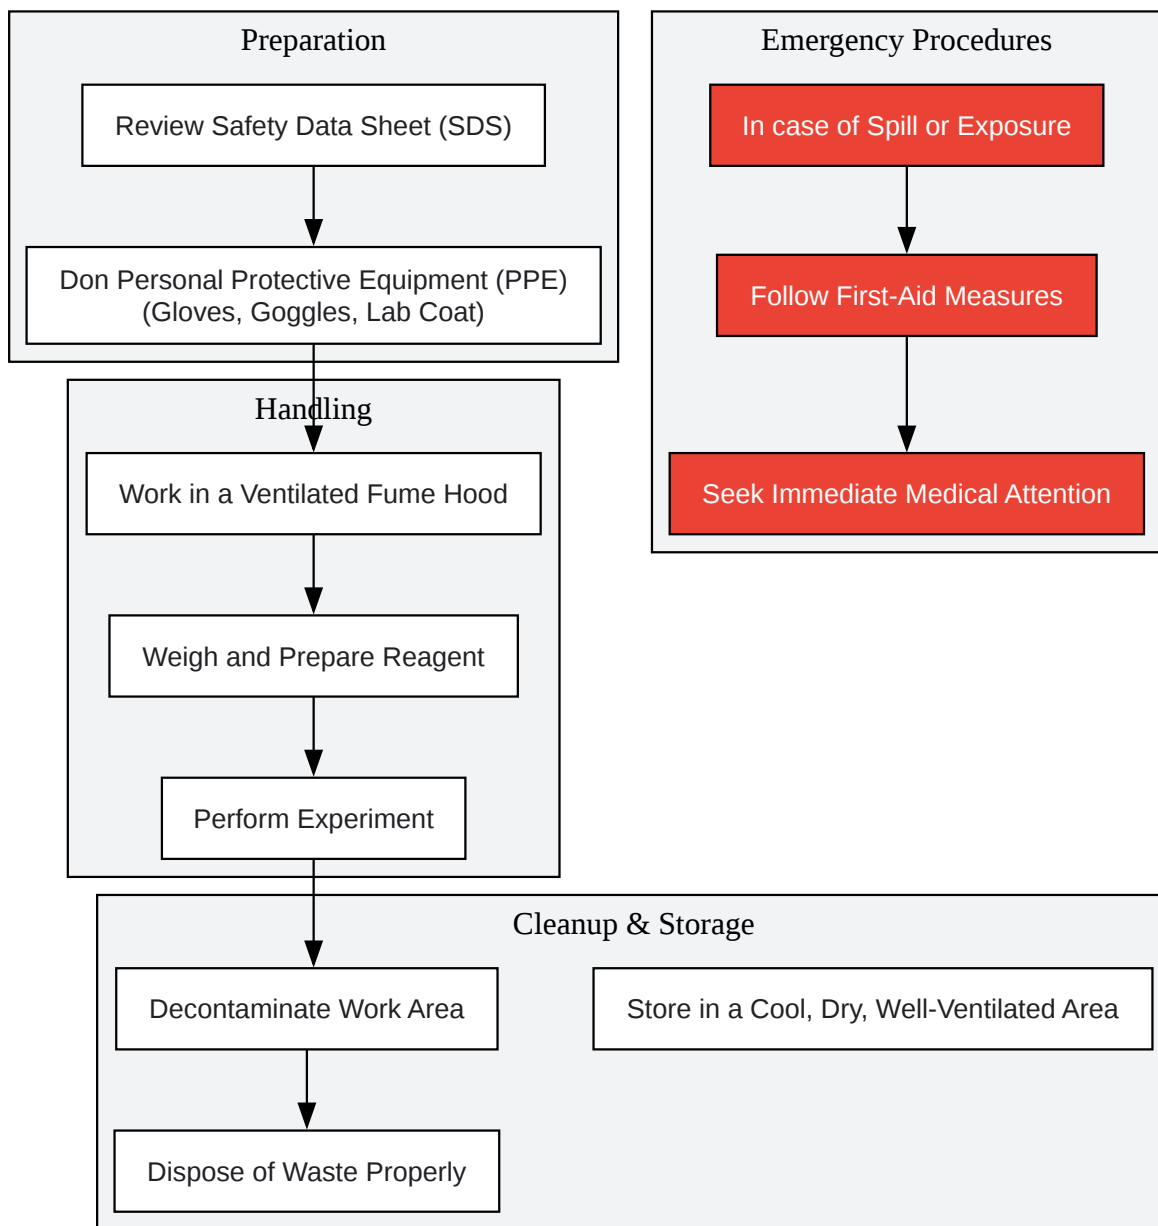 Preparation
Review Safety Data Sheet (SDS)
Don Personal Protective Equipment (PPE)
(Gloves, Goggles, Lab Coat)
Handling
Work in a Ventilated Fume Hood
Weigh and Prepare Reagent
Perform Experiment
Emergency Procedures
In case of Spill or Exposure
Follow First-Aid Measures
Seek Immediate Medical Attention
Cleanup & Storage
Decontaminate Work Area
Store in a Cool, Dry, Well-Ventilated Area
Dispose of Waste Properly